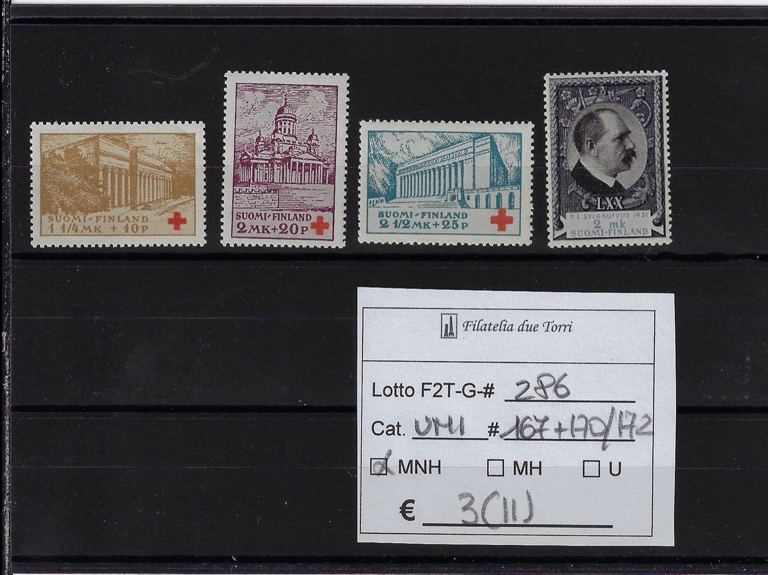 SUOMI-FINLAND
1 1/4 MK + 10 P
SUOMI-FINLAND
2 MK + 20 P
SUOMI-FINLAND
2 1/2 MK + 25 P
LXX
P.E. SVINHUFVUD 1931
2 mk
SUOMI-FINLAND
Filatelia due Torri
Lotto F2T-G-# 286
Cat. UNI # 167+170/172
☑ MNH ☐ MH ☐ U
€ 3(11)